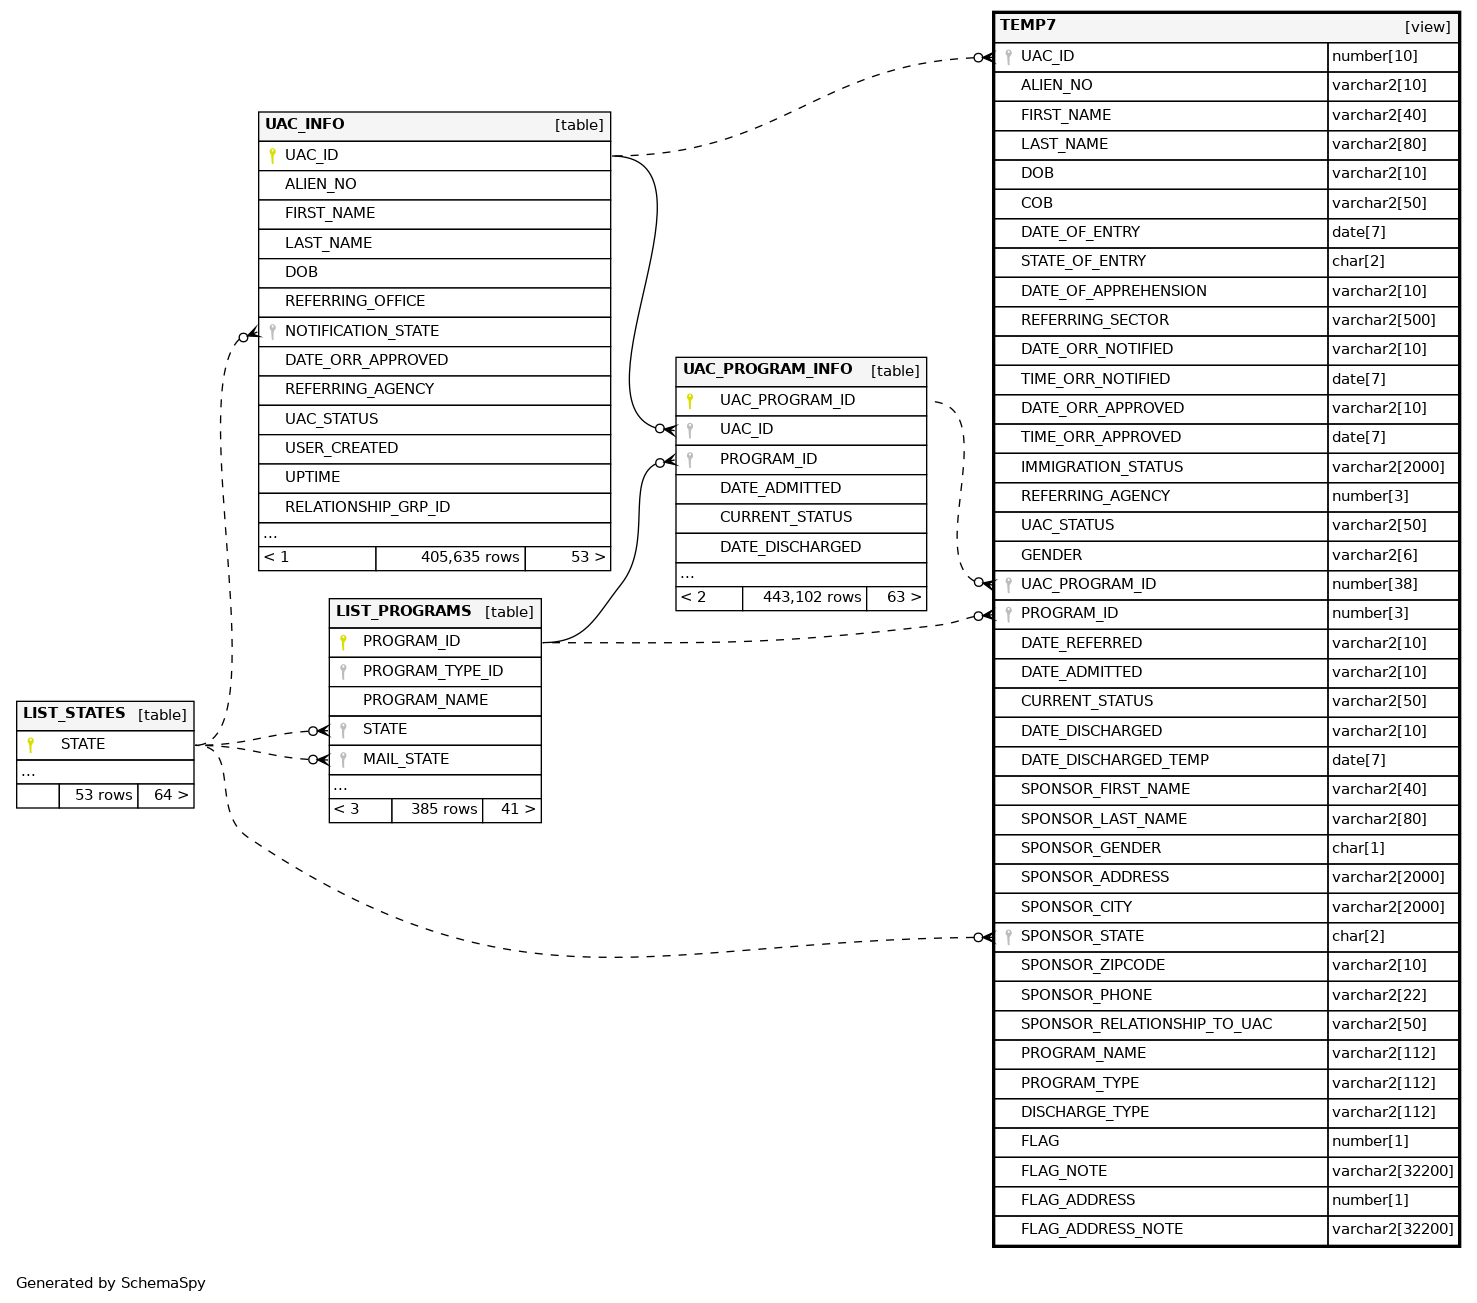 TEMP7 [view]
UAC_ID number[10]
ALIEN_NO varchar2[10]
FIRST_NAME varchar2[40]
LAST_NAME varchar2[80]
DOB varchar2[10]
COB varchar2[50]
DATE_OF_ENTRY date[7]
STATE_OF_ENTRY char[2]
DATE_OF_APPREHENSION varchar2[10]
REFERRING_SECTOR varchar2[500]
DATE_ORR_NOTIFIED varchar2[10]
TIME_ORR_NOTIFIED date[7]
DATE_ORR_APPROVED varchar2[10]
TIME_ORR_APPROVED date[7]
IMMIGRATION_STATUS varchar2[2000]
REFERRING_AGENCY number[3]
UAC_STATUS varchar2[50]
GENDER varchar2[6]
UAC_PROGRAM_ID number[38]
PROGRAM_ID number[3]
DATE_REFERRED varchar2[10]
DATE_ADMITTED varchar2[10]
CURRENT_STATUS varchar2[50]
DATE_DISCHARGED varchar2[10]
DATE_DISCHARGED_TEMP date[7]
SPONSOR_FIRST_NAME varchar2[40]
SPONSOR_LAST_NAME varchar2[80]
SPONSOR_GENDER char[1]
SPONSOR_ADDRESS varchar2[2000]
SPONSOR_CITY varchar2[2000]
SPONSOR_STATE char[2]
SPONSOR_ZIPCODE varchar2[10]
SPONSOR_PHONE varchar2[22]
SPONSOR_RELATIONSHIP_TO_UAC varchar2[50]
PROGRAM_NAME varchar2[112]
PROGRAM_TYPE varchar2[112]
DISCHARGE_TYPE varchar2[112]
FLAG number[1]
FLAG_NOTE varchar2[32200]
FLAG_ADDRESS number[1]
FLAG_ADDRESS_NOTE varchar2[32200]
UAC_INFO [table]
UAC_ID
ALIEN_NO
FIRST_NAME
LAST_NAME
DOB
REFERRING_OFFICE
NOTIFICATION_STATE
DATE_ORR_APPROVED
REFERRING_AGENCY
UAC_STATUS
USER_CREATED
UPTIME
RELATIONSHIP_GRP_ID
...
< 1 405,635 rows 53 >
UAC_PROGRAM_INFO [table]
UAC_PROGRAM_ID
UAC_ID
PROGRAM_ID
DATE_ADMITTED
CURRENT_STATUS
DATE_DISCHARGED
...
< 2 443,102 rows 63 >
LIST_PROGRAMS [table]
PROGRAM_ID
PROGRAM_TYPE_ID
PROGRAM_NAME
STATE
MAIL_STATE
...
< 3 385 rows 41 >
LIST_STATES [table]
STATE
...
53 rows 64 >
Generated by SchemaSpy